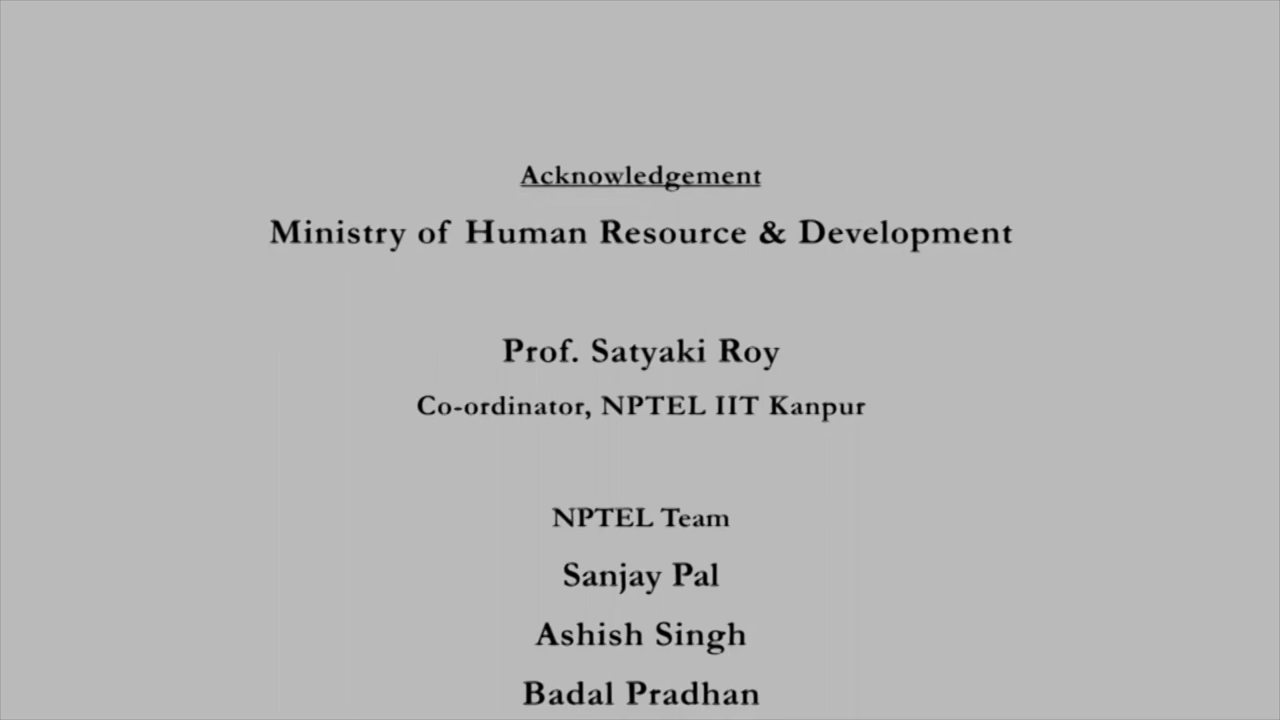 Acknowledgement
Ministry of Human Resource & Development
Prof. Satyaki Roy
Co-ordinator, NPTEL IIT Kanpur
NPTEL Team
Sanjay Pal
Ashish Singh
Badal Pradhan